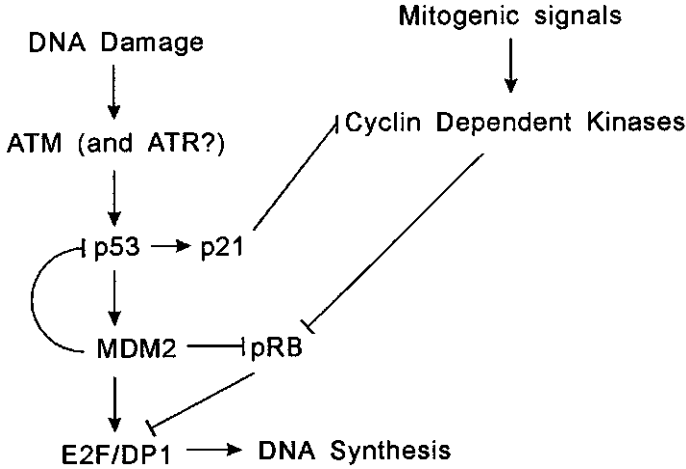 Mitogenic signals
DNA Damage
Cyclin Dependent Kinases
ATM (and ATR?)
p53
p21
MDM2
pRB
E2F/DP1
DNA Synthesis